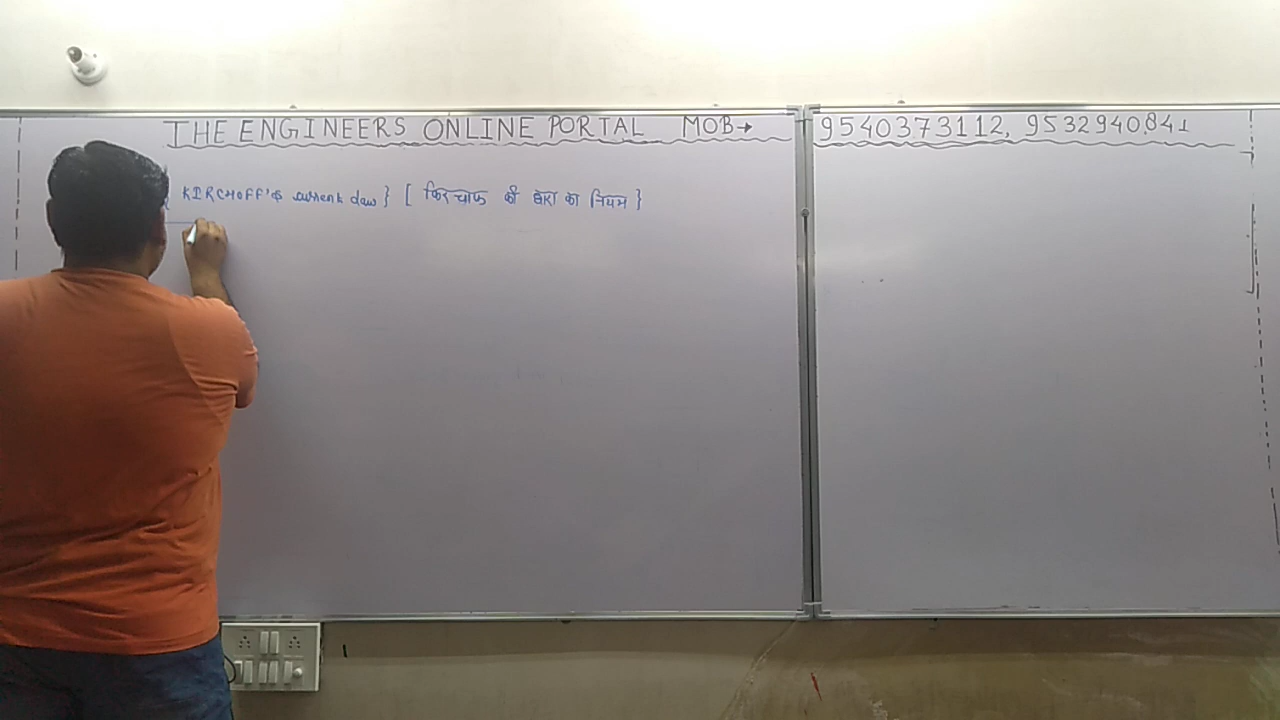 THE ENGINEERS ONLINE PORTAL MOB→ 9540373112, 9532940841
KIRCHOFF's current law} [ किरचॉफ की धारा का नियम }